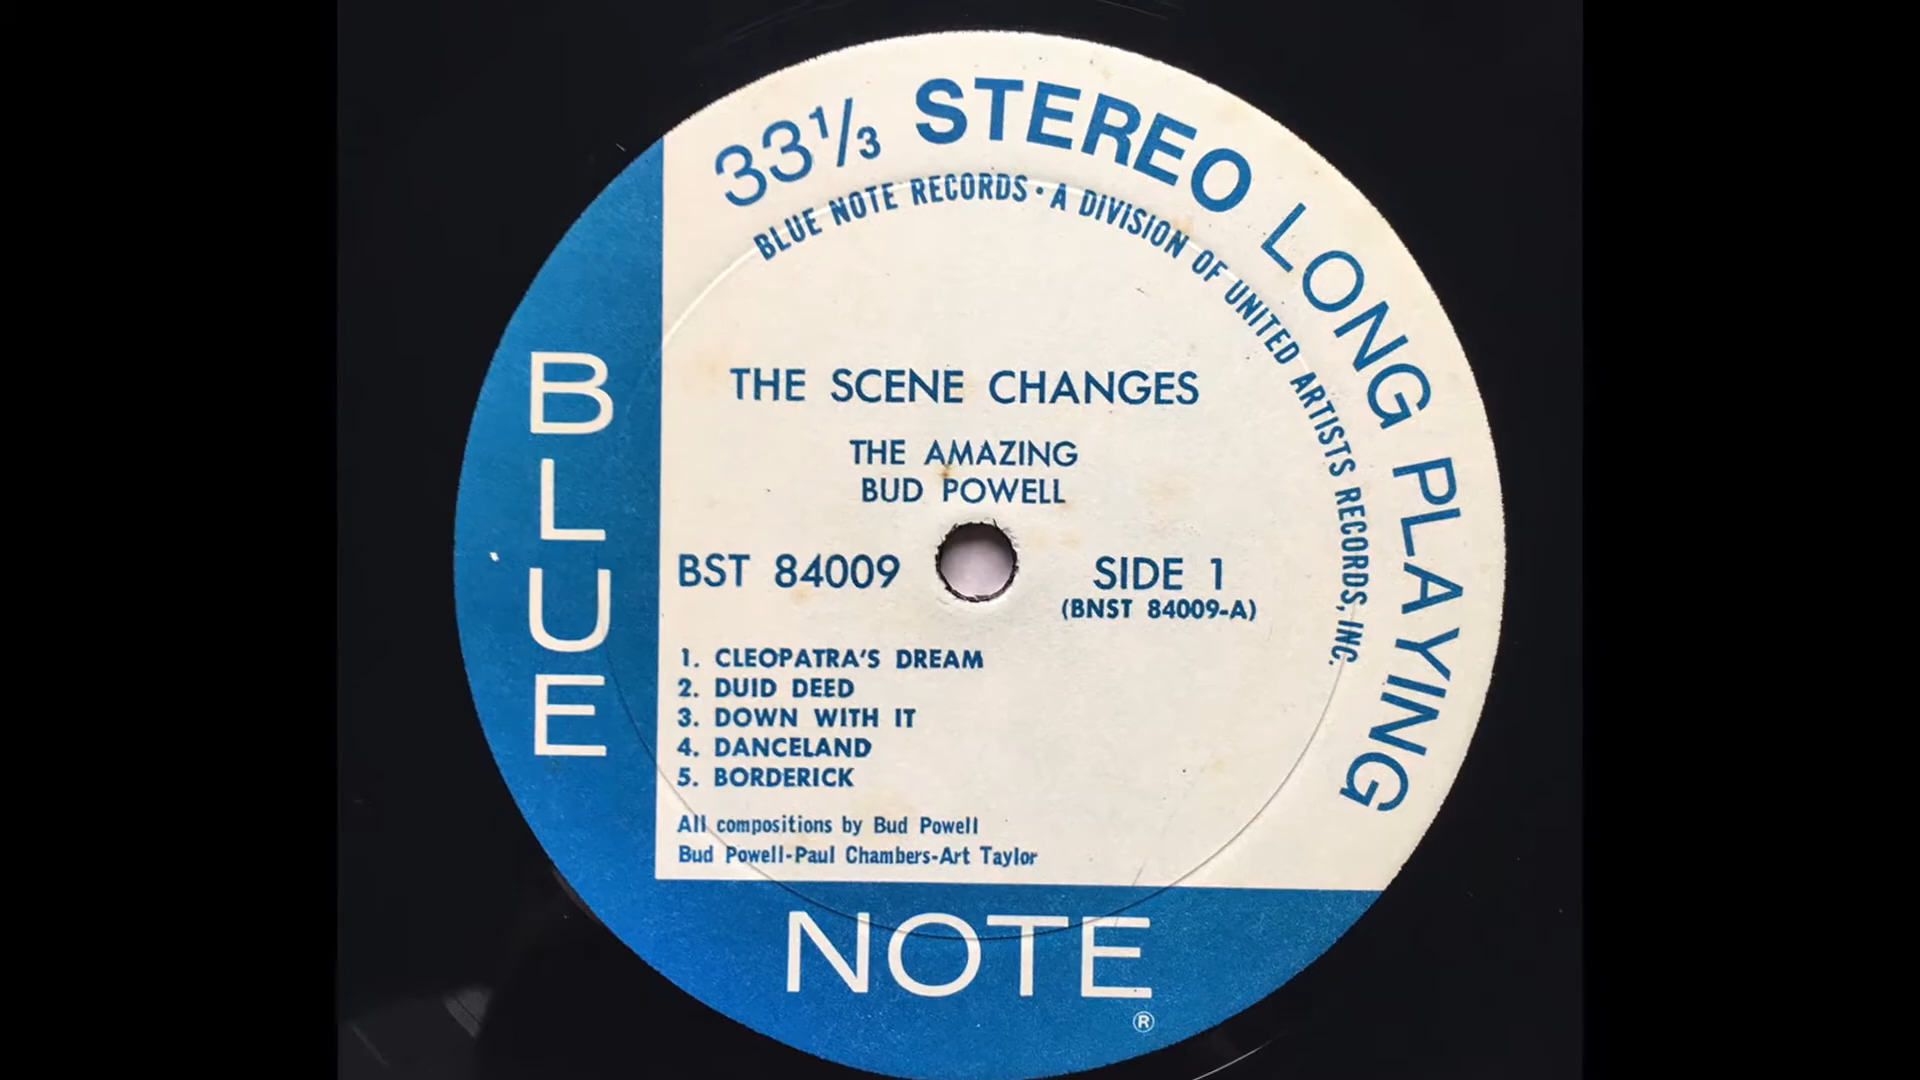 33⅓ STEREO LONG PLAYING
BLUE NOTE RECORDS · A DIVISION OF UNITED ARTISTS RECORDS, INC.
THE SCENE CHANGES
THE AMAZING
BUD POWELL
BST 84009
SIDE 1
(BNST 84009-A)
1. CLEOPATRA'S DREAM
2. DUID DEED
3. DOWN WITH IT
4. DANCELAND
5. BORDERICK
All compositions by Bud Powell
Bud Powell-Paul Chambers-Art Taylor
BLUE
NOTE
®